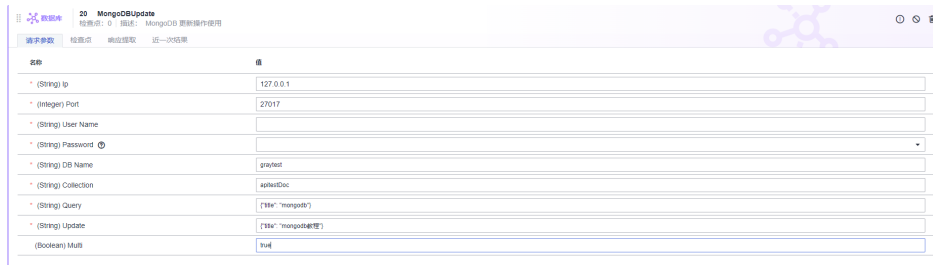 数据库 20 MongoDBUpdate
检查点: 0 | 描述: MongoDB 更新操作使用
请求参数 检查点 响应提取 近一次结果
名称 值
* (String) Ip 127.0.0.1
* (Integer) Port 27017
* (String) User Name
* (String) Password
* (String) DB Name graytest
* (String) Collection apitestDoc
* (String) Query {"title": "mongodb"}
* (String) Update {"title": "mongodb教程"}
(Boolean) Multi true